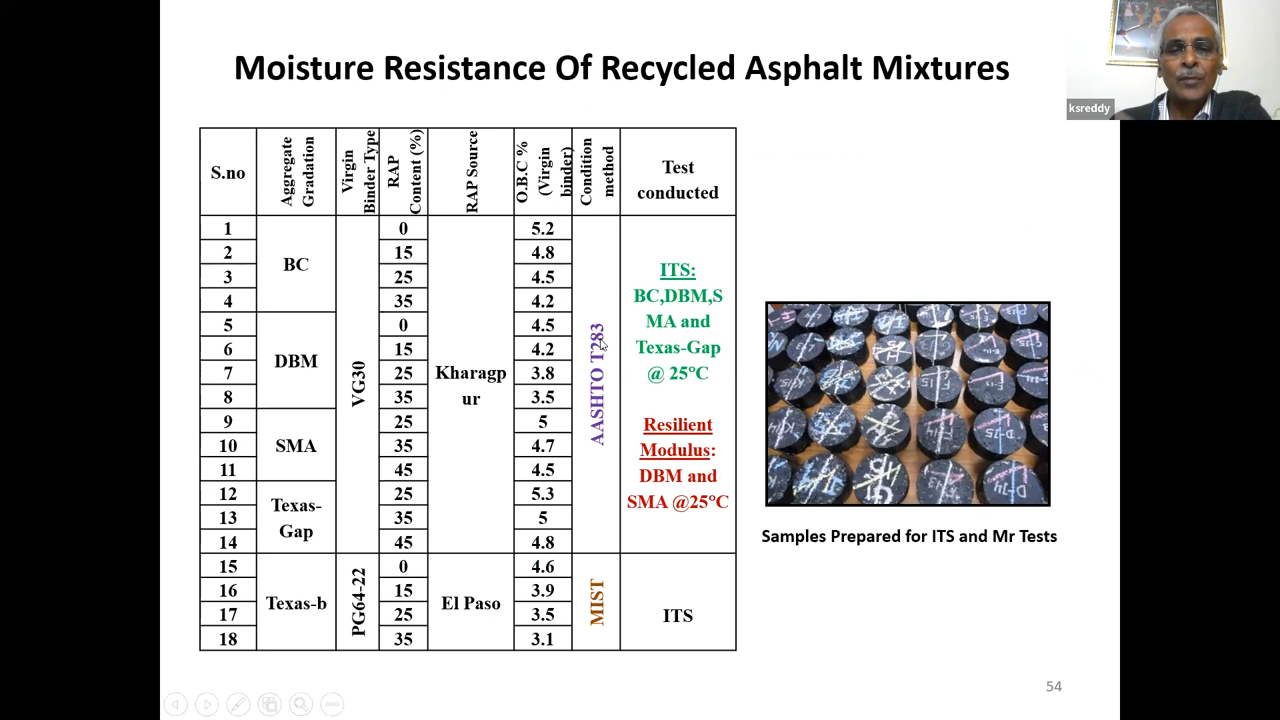 Moisture Resistance Of Recycled Asphalt Mixtures
ksreddy
S.no
Aggregate
Gradation
Virgin
Binder Type
RAP
Content (%)
RAP Source
O.B.C %
(Virgin
binder)
Condition
method
Test
conducted
1
BC
VG30
0
Kharagp
ur
5.2
AASHTO T283
ITS:
BC,DBM,S
MA and
Texas-Gap
@ 25°C
Resilient
Modulus:
DBM and
SMA @25°C
2
15
4.8
3
25
4.5
4
35
4.2
5
DBM
0
4.5
6
15
4.2
7
25
3.8
8
35
3.5
9
SMA
25
5
10
35
4.7
11
45
4.5
12
Texas-
Gap
25
5.3
13
35
5
14
45
4.8
15
Texas-b
PG64-22
0
El Paso
4.6
MIST
ITS
16
15
3.9
17
25
3.5
18
35
3.1
Samples Prepared for ITS and Mr Tests
54